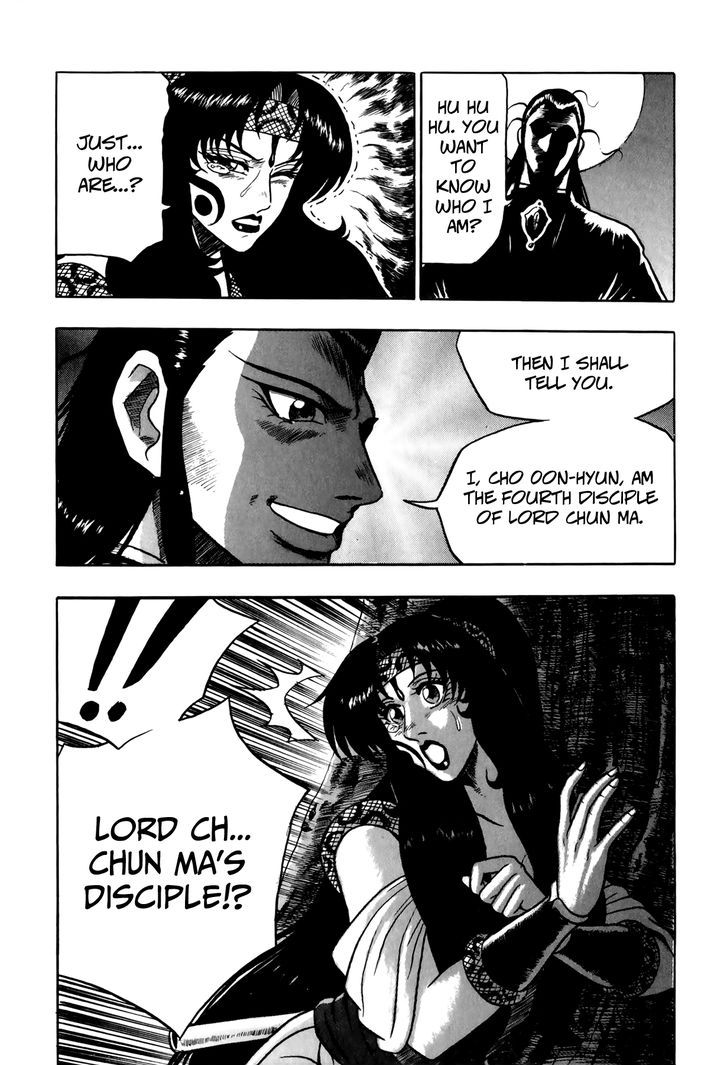 JUST...
WHO
ARE...?
HU HU
HU. YOU
WANT
TO
KNOW
WHO I
AM?
THEN I SHALL
TELL YOU.
I, CHO OON-HYUN, AM
THE FOURTH DISCIPLE
OF LORD CHUN MA.
!!
LORD CH...
CHUN MA'S
DISCIPLE!?